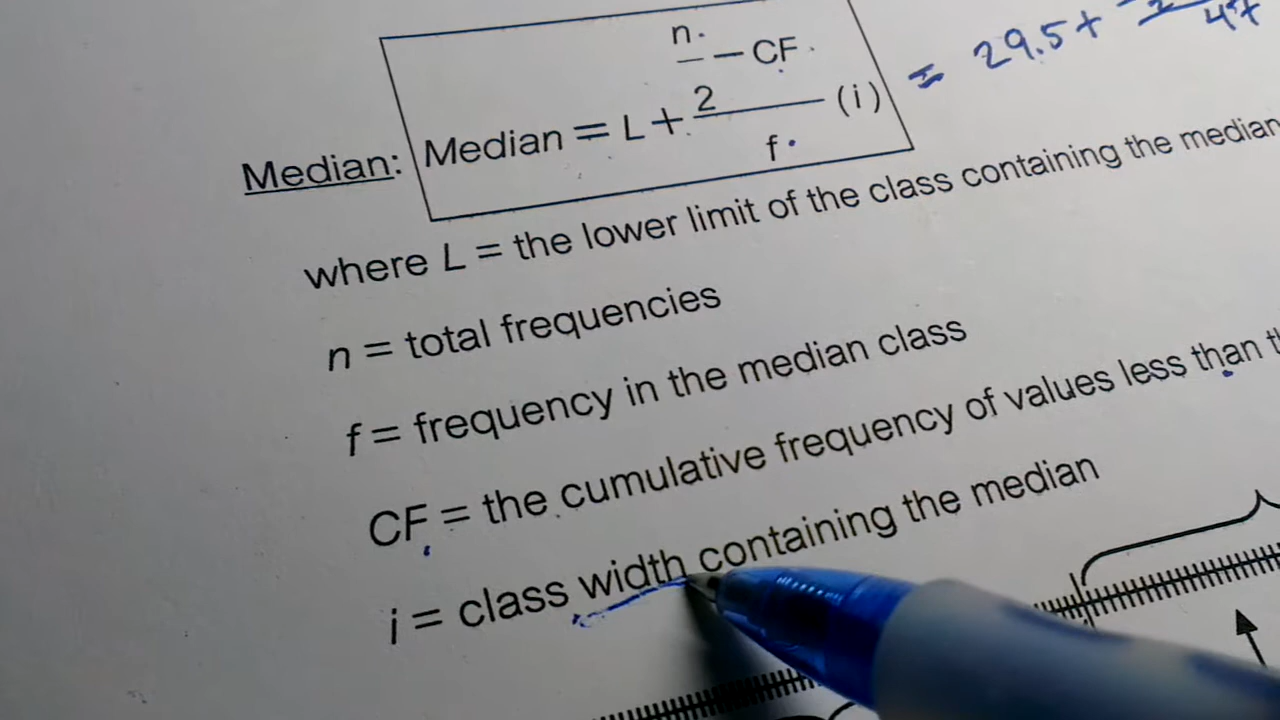 Median: Median = L + n/2 − CF / f (i) = 29.5 +
where L = the lower limit of the class containing the median
n = total frequencies
f = frequency in the median class
CF = the cumulative frequency of values less than
i = class width containing the median